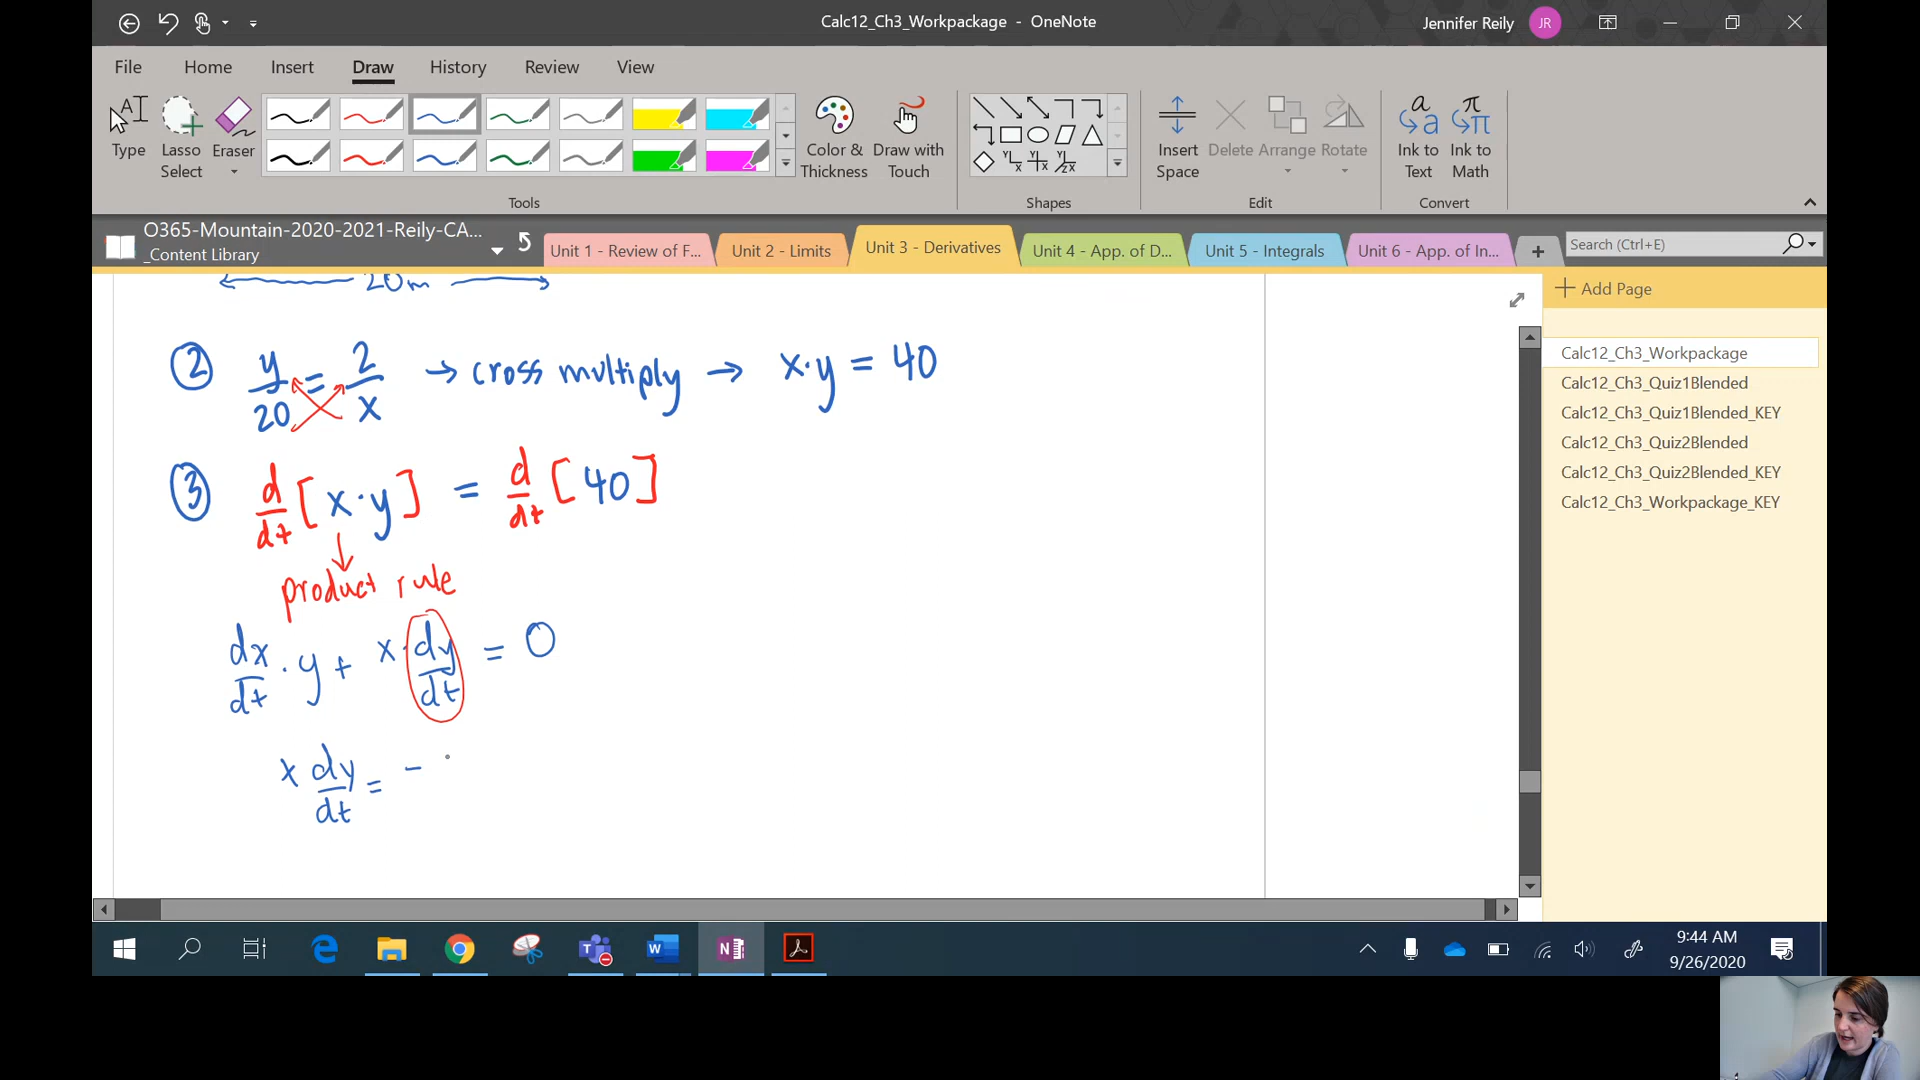 Calc12_Ch3_Workpackage - OneNote
Jennifer Reily JR
File Home Insert Draw History Review View
Type
Lasso Select
Eraser
Color & Thickness
Draw with Touch
Insert Space
Delete
Arrange
Rotate
Ink to Text
Ink to Math
Tools Shapes Edit Convert
O365-Mountain-2020-2021-Reily-CA...
_Content Library
Unit 1 - Review of F... Unit 2 - Limits Unit 3 - Derivatives Unit 4 - App. of D... Unit 5 - Integrals Unit 6 - App. of In... +
Search (Ctrl+E)
Add Page
Calc12_Ch3_Workpackage
Calc12_Ch3_Quiz1Blended
Calc12_Ch3_Quiz1Blended_KEY
Calc12_Ch3_Quiz2Blended
Calc12_Ch3_Quiz2Blended_KEY
Calc12_Ch3_Workpackage_KEY
20m
② y/20 = 2/x → cross multiply → x·y = 40
③ d/dt [x·y] = d/dt [40]
product rule
dx/dt · y + x · dy/dt = 0
x dy/dt = -
9:44 AM
9/26/2020